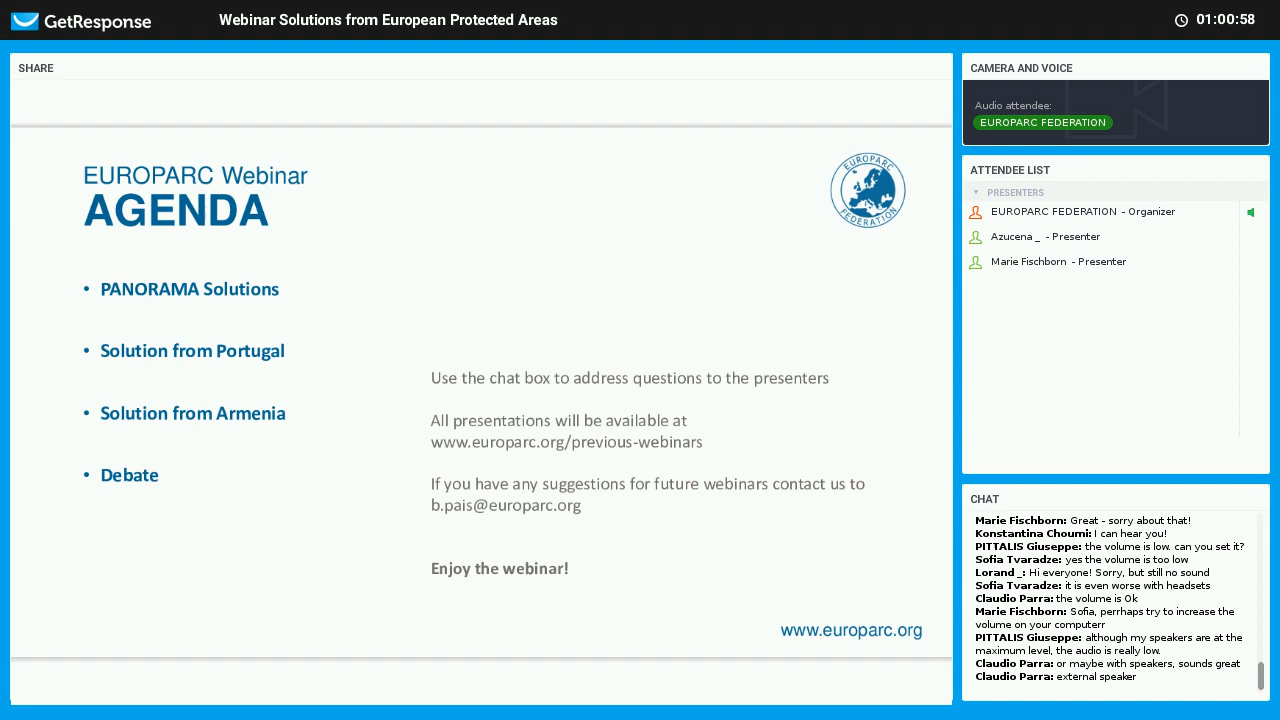 GetResponse
Webinar Solutions from European Protected Areas
01:00:58
SHARE
EUROPARC Webinar
AGENDA
EUROPARC
FEDERATION
• PANORAMA Solutions
• Solution from Portugal
• Solution from Armenia
• Debate
Use the chat box to address questions to the presenters
All presentations will be available at
www.europarc.org/previous-webinars
If you have any suggestions for future webinars contact us to
b.pais@europarc.org
Enjoy the webinar!
www.europarc.org
CAMERA AND VOICE
Audio attendee:
EUROPARC FEDERATION
ATTENDEE LIST
PRESENTERS
EUROPARC FEDERATION - Organizer
Azucena _ - Presenter
Marie Fischborn - Presenter
CHAT
Marie Fischborn: Great - sorry about that!
Konstantina Choumi: I can hear you!
PITTALIS Giuseppe: the volume is low. can you set it?
Sofia Tvaradze: yes the volume is too low
Lorand _: Hi everyone! Sorry, but still no sound
Sofia Tvaradze: it is even worse with headsets
Claudio Parra: the volume is Ok
Marie Fischborn: Sofia, perrhaps try to increase the
volume on your computerr
PITTALIS Giuseppe: although my speakers are at the
maximum level, the audio is really low.
Claudio Parra: or maybe with speakers, sounds great
Claudio Parra: external speaker